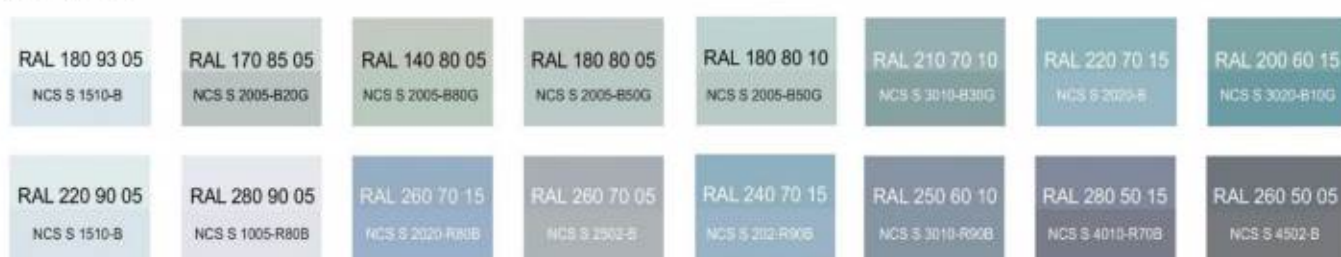 RAL 180 93 05
NCS S 1510-B
RAL 170 85 05
NCS S 2005-B20G
RAL 140 80 05
NCS S 2005-B80G
RAL 180 80 05
NCS S 2005-B50G
RAL 180 80 10
NCS S 2005-B50G
RAL 210 70 10
NCS S 3010-B30G
RAL 220 70 15
NCS S 2020-B
RAL 200 60 15
NCS S 3020-B10G
RAL 220 90 05
NCS S 1510-B
RAL 280 90 05
NCS S 1005-R80B
RAL 260 70 15
NCS S 2020-R80B
RAL 260 70 05
NCS S 2502-B
RAL 240 70 15
NCS S 202-R90B
RAL 250 60 10
NCS S 3010-R90B
RAL 280 50 15
NCS S 4010-R70B
RAL 260 50 05
NCS S 4502-B